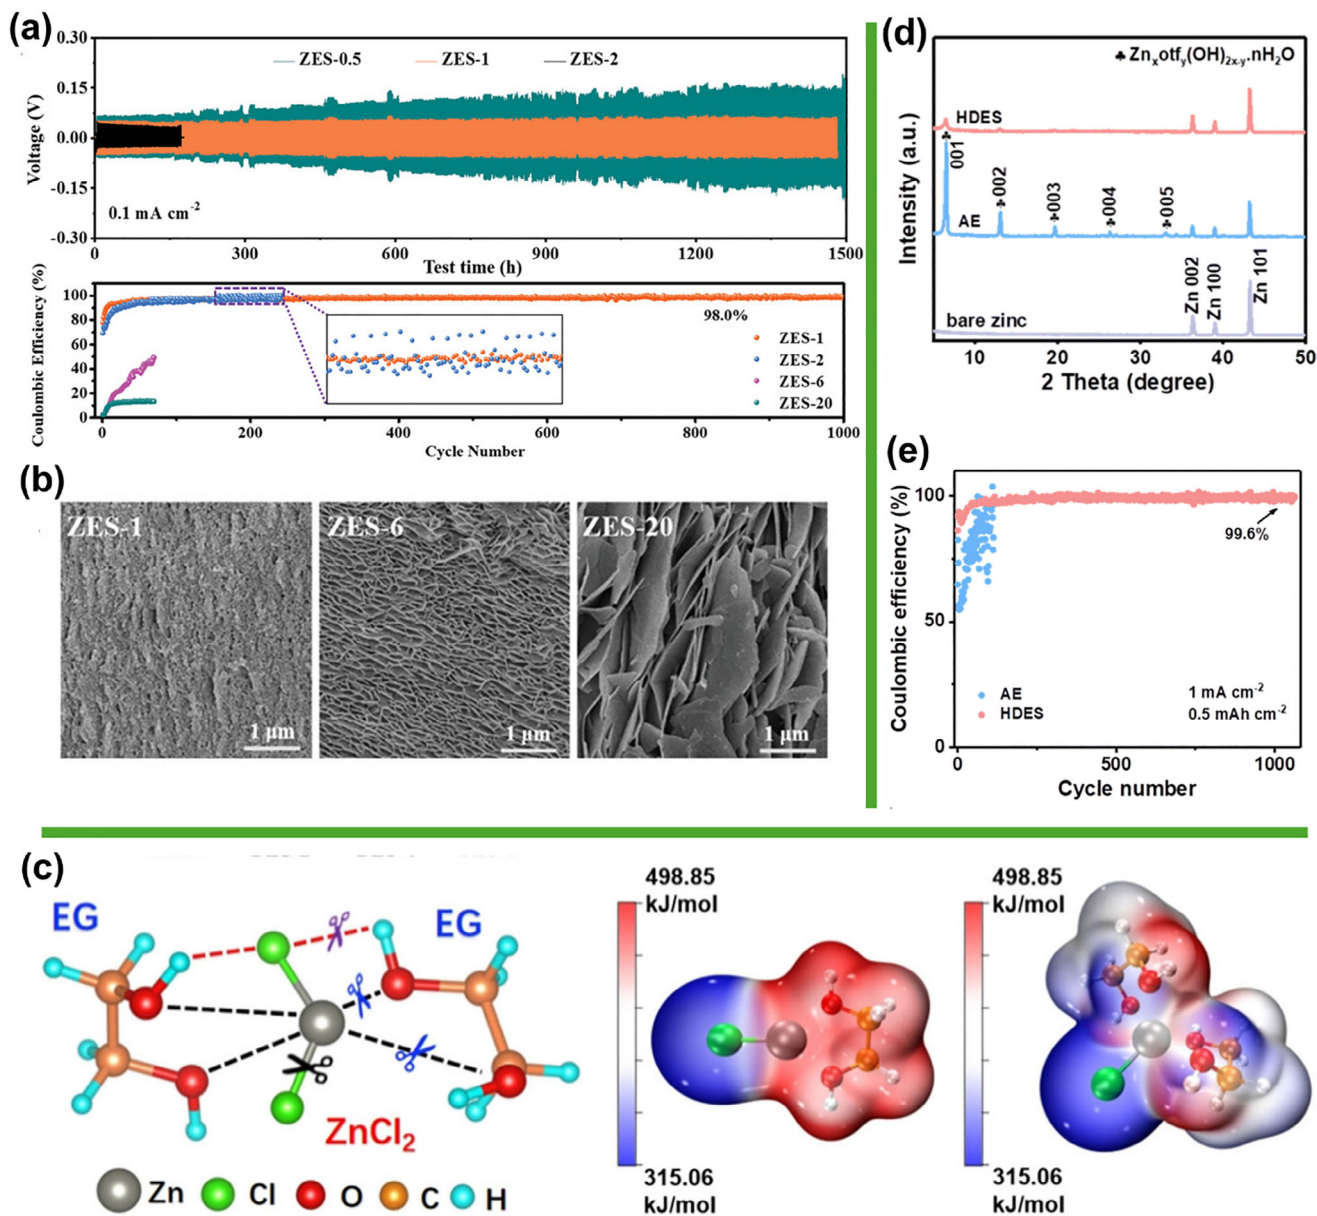 (a)
0.30
0.15
0.00
-0.15
-0.30
Voltage (V)
ZES-0.5 ZES-1 ZES-2
0.1 mA cm-2
0 300 600 900 1200 1500
Test time (h)
100
80
60
40
20
0
Coulombic Efficiency (%)
98.0%
ZES-1
ZES-2
ZES-6
ZES-20
0 200 400 600 800 1000
Cycle Number
(b)
ZES-1 ZES-6 ZES-20
1 μm 1 μm 1 μm
(d)
♣ZnxotfY(OH)2x-y.nH2O
HDES
♣
001
♣002
♣003
♣004
♣005
AE
Zn 002
Zn 100
Zn 101
bare zinc
Intensity (a.u.)
10 20 30 40 50
2 Theta (degree)
(e)
100
50
0
Coulombic efficiency (%)
99.6%
AE 1 mA cm-2
HDES 0.5 mAh cm-2
0 500 1000
Cycle number
(c)
EG
EG
ZnCl2
Zn Cl O C H
498.85
kJ/mol
315.06
kJ/mol
498.85
kJ/mol
315.06
kJ/mol